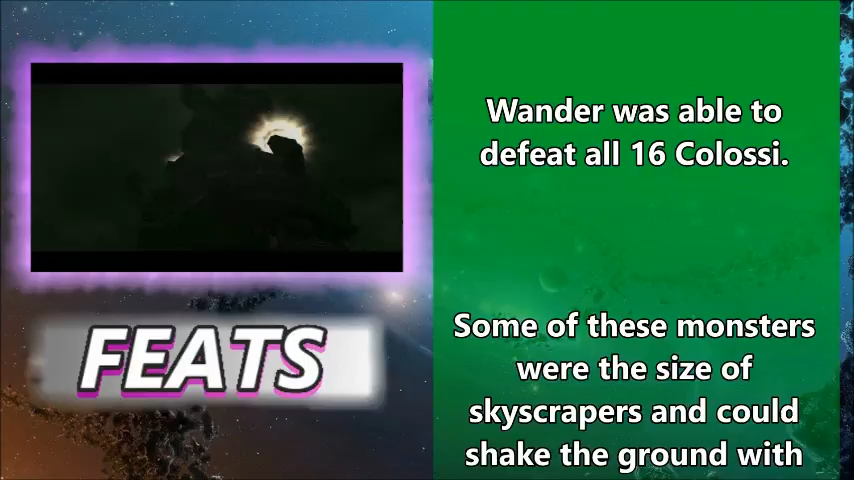 Wander was able to
defeat all 16 Colossi.
FEATS
Some of these monsters
were the size of
skyscrapers and could
shake the ground with